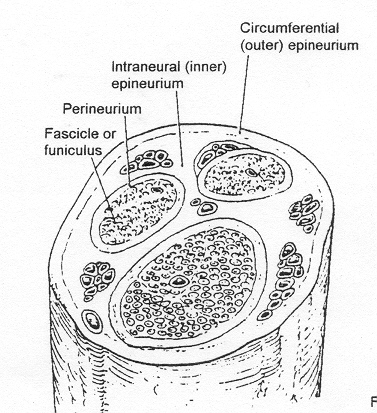 Circumferential
(outer) epineurium
Intraneural (inner)
epineurium
Perineurium
Fascicle or
funiculus
F